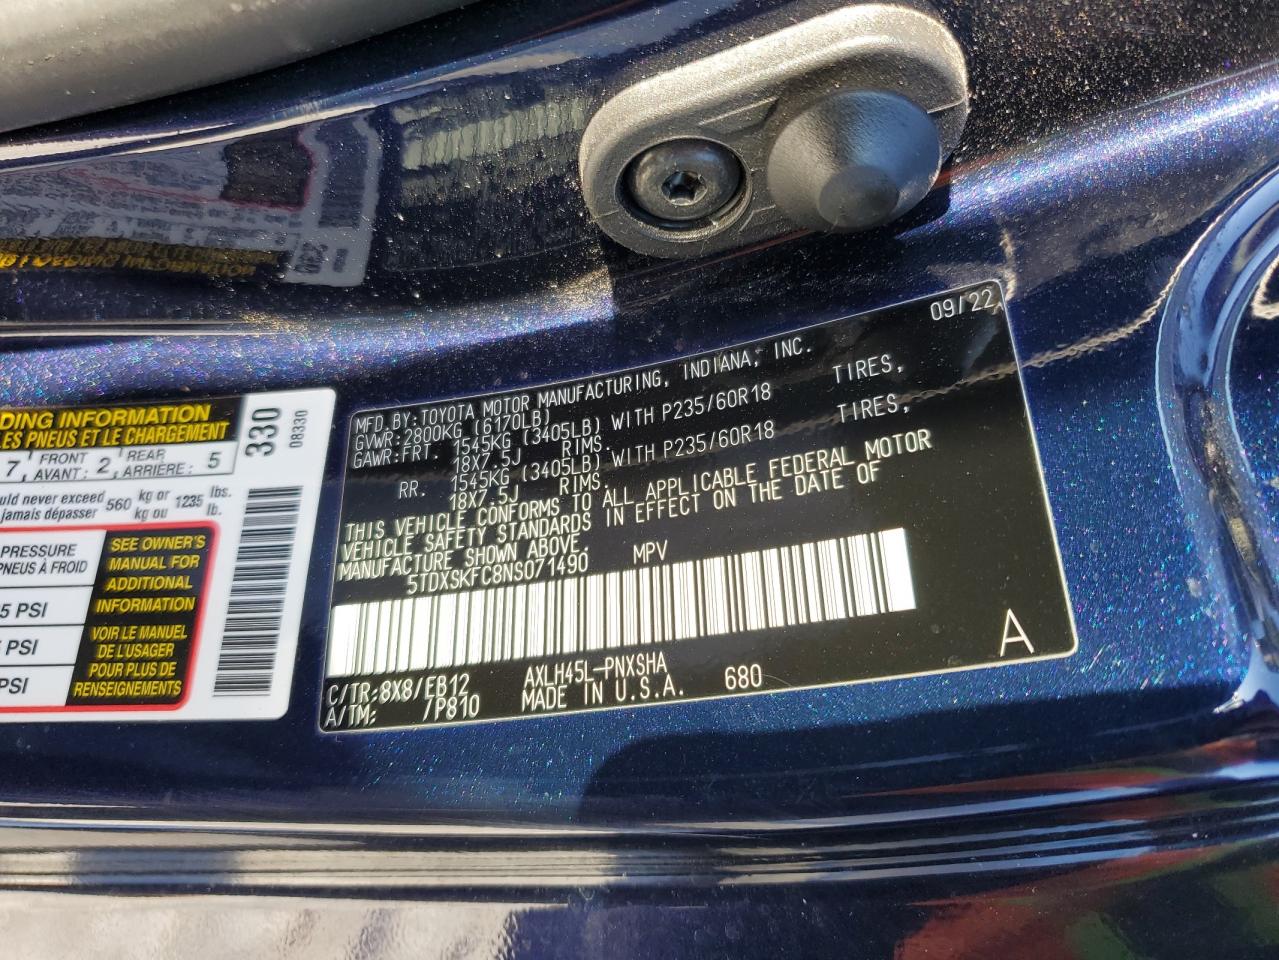 DING INFORMATION
LES PNEUS ET LE CHARGEMENT
7 FRONT AVANT : 2 REAR ARRIÈRE : 5
ould never exceed 560 kg or 1235 lbs.
jamais dépasser kg ou lb.
PRESSURE
PNEUS À FROID
5 PSI
PSI
PSI
SEE OWNER'S
MANUAL FOR
ADDITIONAL
INFORMATION
VOIR LE MANUEL
DE L'USAGER
POUR PLUS DE
RENSEIGNEMENTS
330
08330
09/22
MFD.BY:TOYOTA MOTOR MANUFACTURING, INDIANA, INC.
GVWR:2800KG (6170LB)
GAWR:FRT. 1545KG (3405LB) WITH P235/60R18 TIRES,
18X7.5J RIMS.
RR. 1545KG (3405LB) WITH P235/60R18 TIRES,
18X7.5J RIMS.
THIS VEHICLE CONFORMS TO ALL APPLICABLE FEDERAL MOTOR
VEHICLE SAFETY STANDARDS IN EFFECT ON THE DATE OF
MANUFACTURE SHOWN ABOVE.
5TDXSKFC8NS071490 MPV
C/TR:8X8/EB12 AXLH45L-PNXSHA
A/TM: /P810 MADE IN U.S.A. 680
A